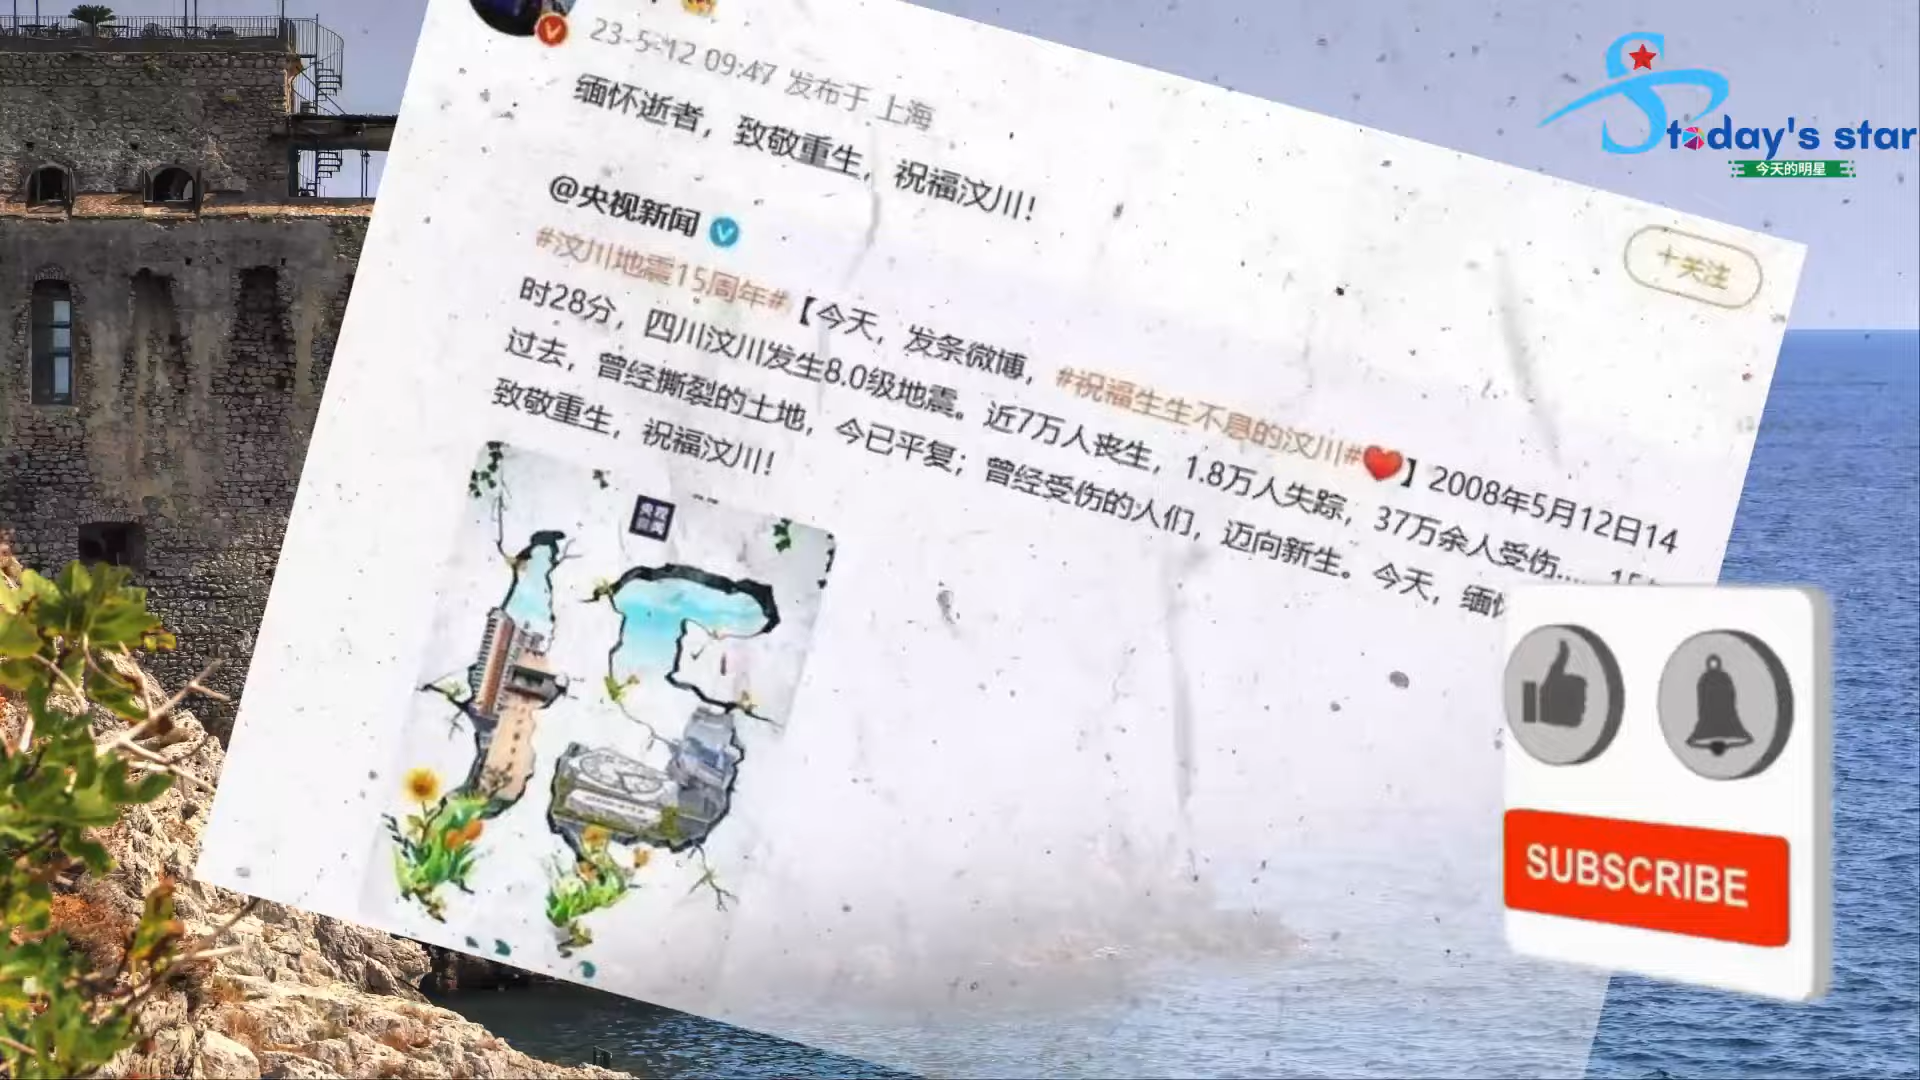 23-5-12 09:47 发布于 上海
缅怀逝者，致敬重生，祝福汶川！
@央视新闻
#汶川地震15周年#【今天，发条微博，#祝福生生不息的汶川#❤】2008年5月12日14
时28分，四川汶川发生8.0级地震。近7万人丧生，1.8万人失踪，37万余人受伤....
过去，曾经撕裂的土地，今已平复；曾经受伤的人们，迈向新生。今天，缅怀
致敬重生，祝福汶川！
+关注
today's star
今天的明星
SUBSCRIBE